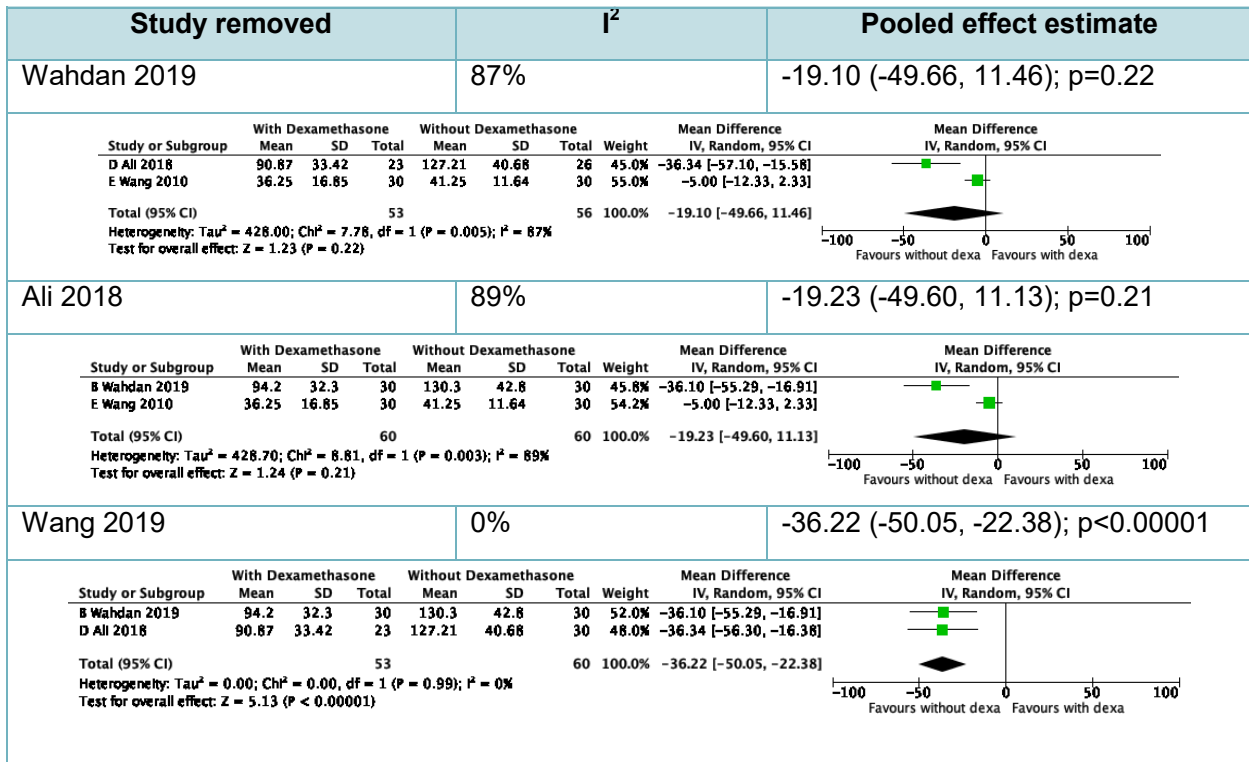 Study removed I² Pooled effect estimate
Wahdan 2019 87% -19.10 (-49.66, 11.46); p=0.22
With Dexamethasone Without Dexamethasone Mean Difference Mean Difference
Study or Subgroup Mean SD Total Mean SD Total Weight IV, Random, 95% CI IV, Random, 95% CI
D Ali 2018 90.87 33.42 23 127.21 40.68 26 45.0% -36.34 [-57.10, -15.58]
E Wang 2010 36.25 16.85 30 41.25 11.64 30 55.0% -5.00 [-12.33, 2.33]
Total (95% CI) 53 56 100.0% -19.10 [-49.66, 11.46]
Heterogeneity: Tau² = 428.00; Chi² = 7.78, df = 1 (P = 0.005); I² = 87%
Test for overall effect: Z = 1.23 (P = 0.22)
-100 -50 0 50 100
Favours without dexa Favours with dexa
Ali 2018 89% -19.23 (-49.60, 11.13); p=0.21
With Dexamethasone Without Dexamethasone Mean Difference Mean Difference
Study or Subgroup Mean SD Total Mean SD Total Weight IV, Random, 95% CI IV, Random, 95% CI
B Wahdan 2019 94.2 32.3 30 130.3 42.8 30 45.8% -36.10 [-55.29, -16.91]
E Wang 2010 36.25 16.85 30 41.25 11.64 30 54.2% -5.00 [-12.33, 2.33]
Total (95% CI) 60 60 100.0% -19.23 [-49.60, 11.13]
Heterogeneity: Tau² = 428.70; Chi² = 8.81, df = 1 (P = 0.003); I² = 89%
Test for overall effect: Z = 1.24 (P = 0.21)
-100 -50 0 50 100
Favours without dexa Favours with dexa
Wang 2019 0% -36.22 (-50.05, -22.38); p<0.00001
With Dexamethasone Without Dexamethasone Mean Difference Mean Difference
Study or Subgroup Mean SD Total Mean SD Total Weight IV, Random, 95% CI IV, Random, 95% CI
B Wahdan 2019 94.2 32.3 30 130.3 42.8 30 52.0% -36.10 [-55.29, -16.91]
D Ali 2018 90.87 33.42 23 127.21 40.68 30 48.0% -36.34 [-56.30, -16.38]
Total (95% CI) 53 60 100.0% -36.22 [-50.05, -22.38]
Heterogeneity: Tau² = 0.00; Chi² = 0.00, df = 1 (P = 0.99); I² = 0%
Test for overall effect: Z = 5.13 (P < 0.00001)
-100 -50 0 50 100
Favours without dexa Favours with dexa